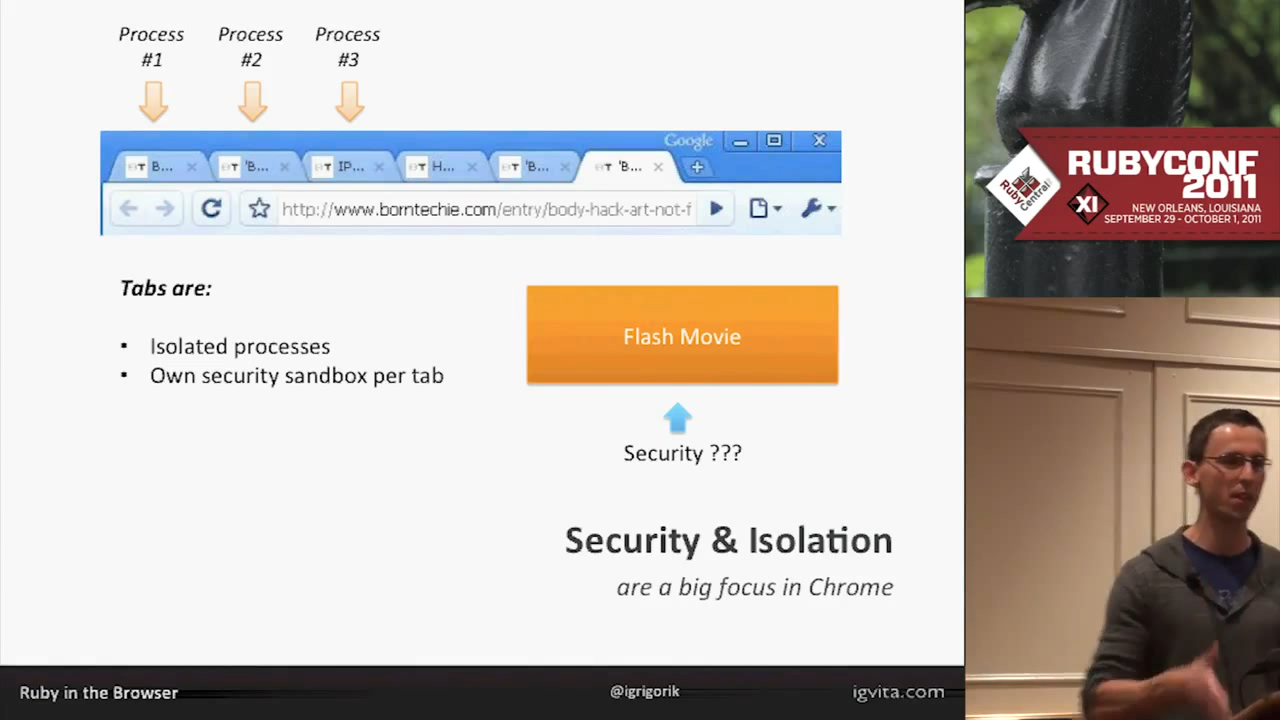 Process
#1
Process
#2
Process
#3
Google
B...
'B...
IP...
H...
'B...
'B...
http://www.borntechie.com/entry/body-hack-art-not-f
Tabs are:
▪ Isolated processes
▪ Own security sandbox per tab
Flash Movie
Security ???
Security & Isolation
are a big focus in Chrome
Ruby in the Browser
@igrigorik
igvita.com
Ruby
Central
XI
RUBYCONF
2011
NEW ORLEANS, LOUISIANA
SEPTEMBER 29 - OCTOBER 1, 2011